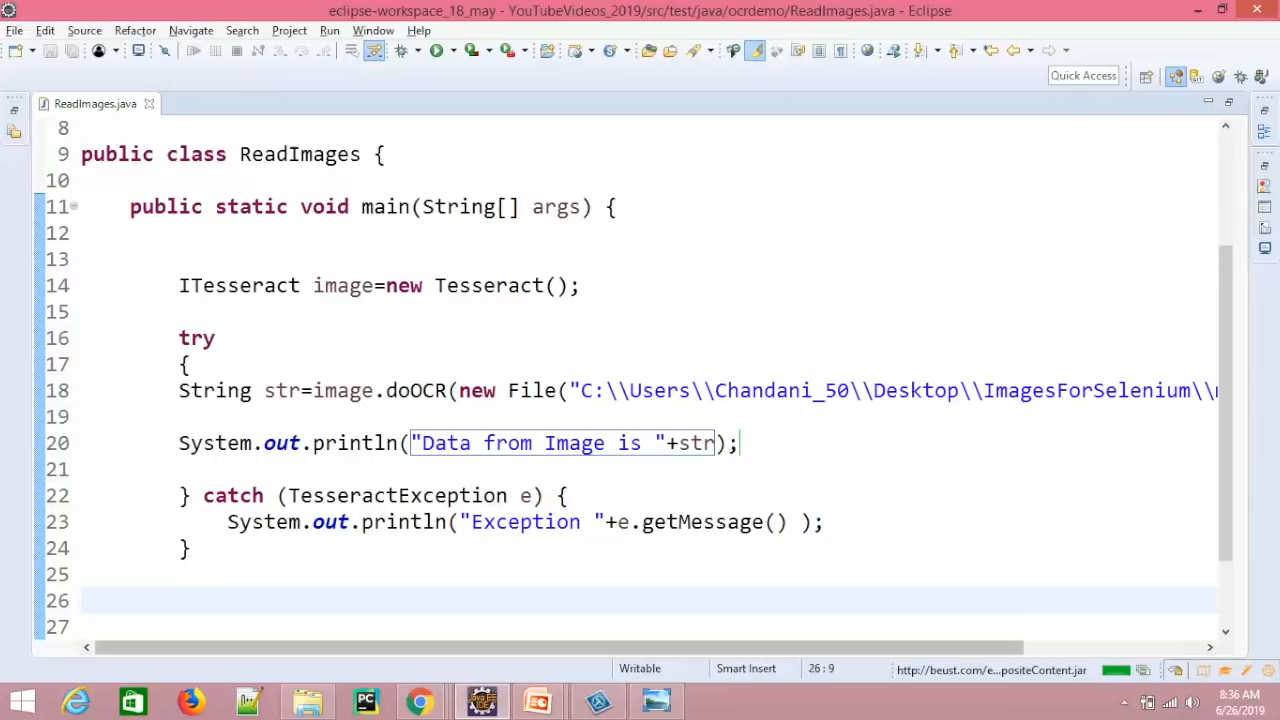 eclipse-workspace_18_may - YouTubeVideos_2019/src/test/java/ocrdemo/ReadImages.java - Eclipse
File Edit Source Refactor Navigate Search Project Run Window Help
Quick Access
ReadImages.java
8
9 public class ReadImages {
10
11 public static void main(String[] args) {
12
13
14 ITesseract image=new Tesseract();
15
16 try
17 {
18 String str=image.doOCR(new File("C:\\Users\\Chandani_50\\Desktop\\ImagesForSelenium\\
19
20 System.out.println("Data from Image is "+str);
21
22 } catch (TesseractException e) {
23 System.out.println("Exception "+e.getMessage() );
24 }
25
26
27
Writable Smart Insert 26 : 9 http://beust.com/e...positeContent.jar
PC
8:36 AM
6/26/2019